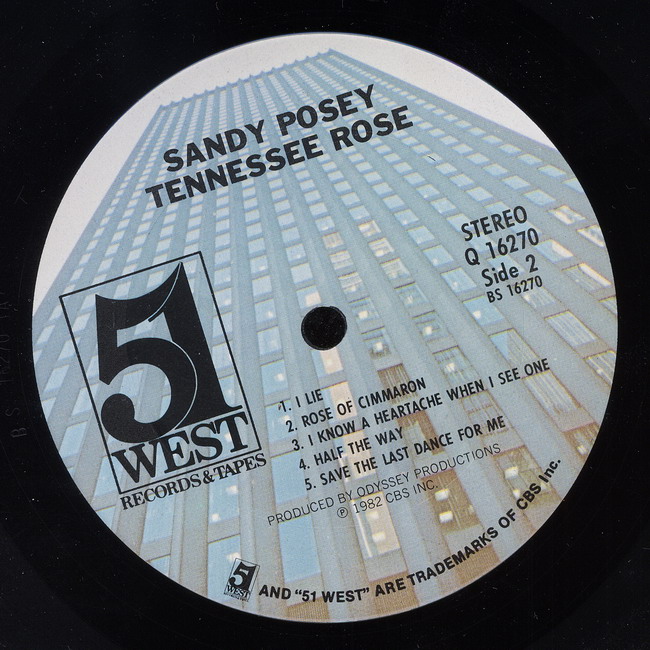 SANDY POSEY
TENNESSEE ROSE
STEREO
Q 16270
Side 2
BS 16270
51
WEST
RECORDS & TAPES
1. I LIE
2. ROSE OF CIMMARON
3. I KNOW A HEARTACHE WHEN I SEE ONE
4. HALF THE WAY
5. SAVE THE LAST DANCE FOR ME
PRODUCED BY ODYSSEY PRODUCTIONS
℗ 1982 CBS INC.
51 WEST AND "51 WEST" ARE TRADEMARKS OF CBS Inc.